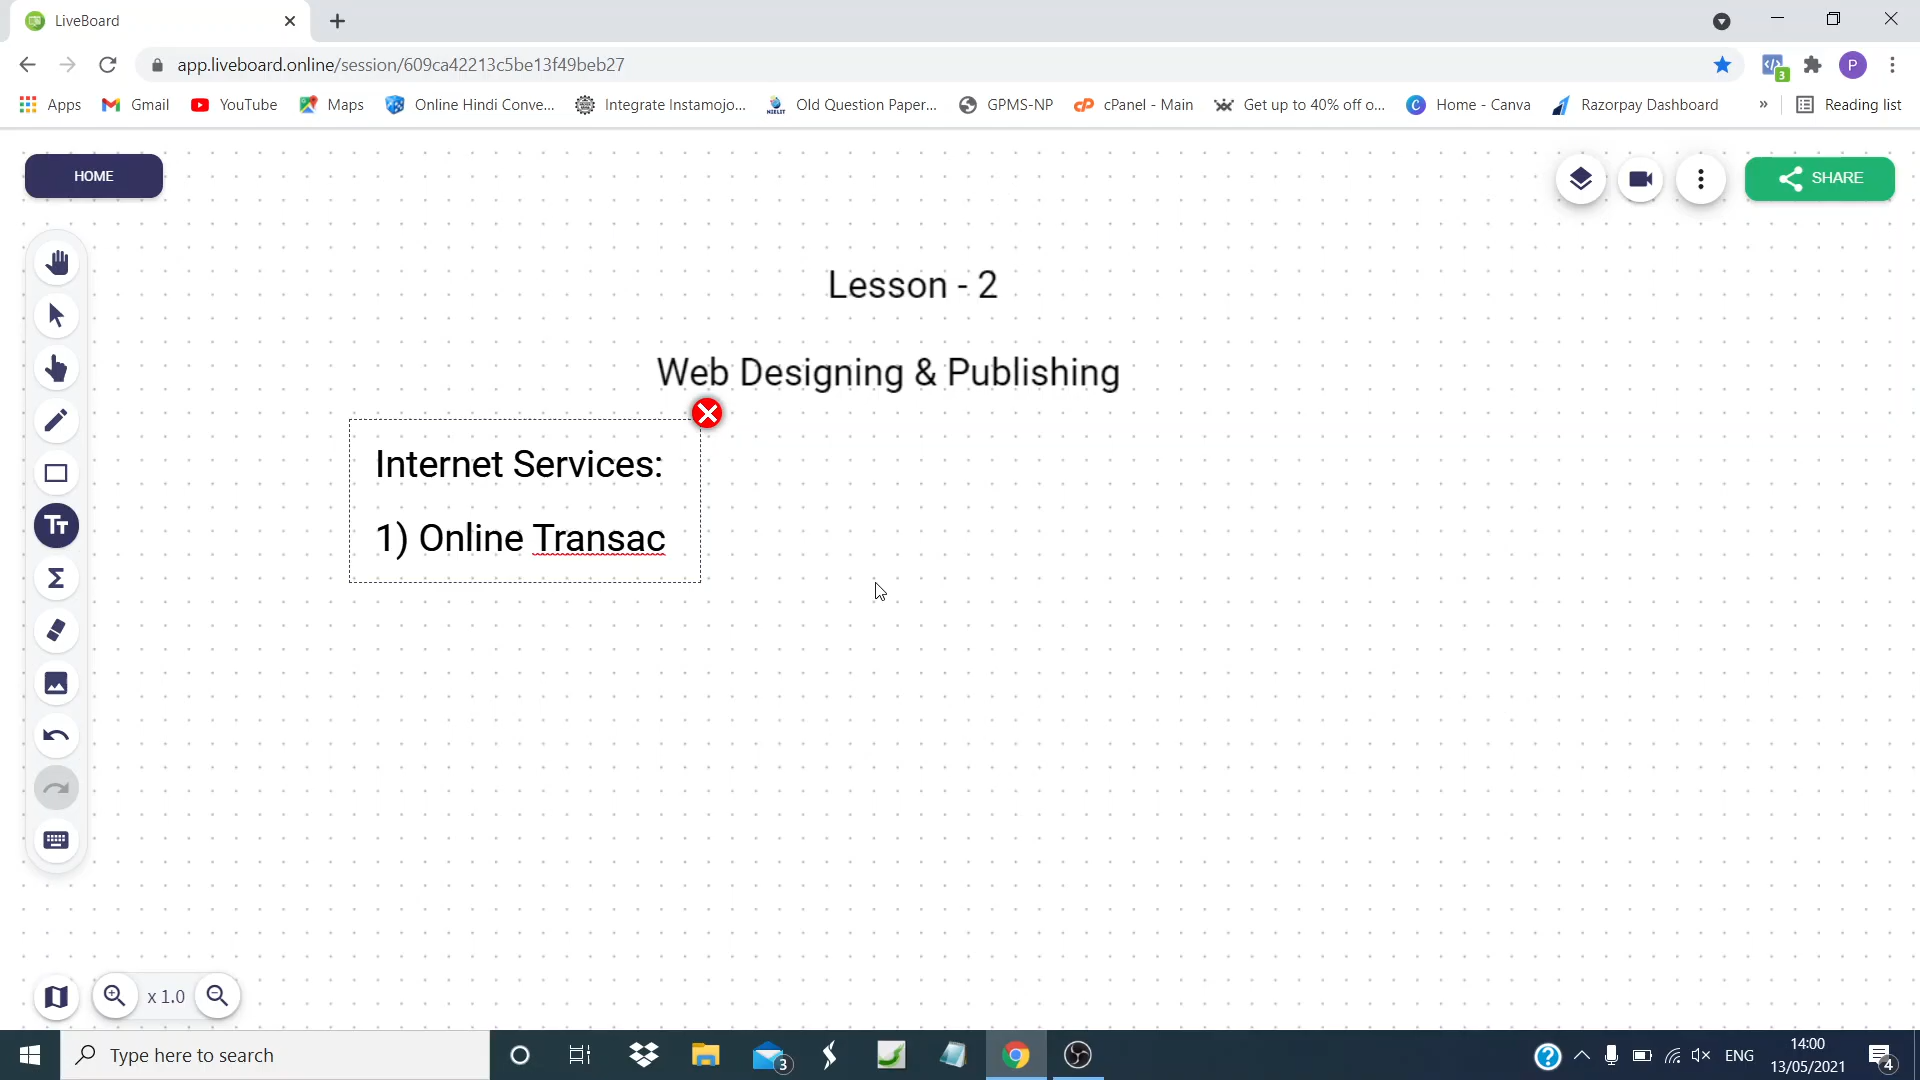 LiveBoard
app.liveboard.online/session/609ca42213c5be13f49beb27
Apps Gmail YouTube Maps Online Hindi Conve... Integrate Instamojo... Old Question Paper... GPMS-NP cPanel - Main Get up to 40% off o... Home - Canva Razorpay Dashboard » Reading list
HOME
SHARE
Lesson - 2
Web Designing & Publishing
Internet Services:
1) Online Transac
x 1.0
Type here to search
3
ENG
14:00
13/05/2021
4